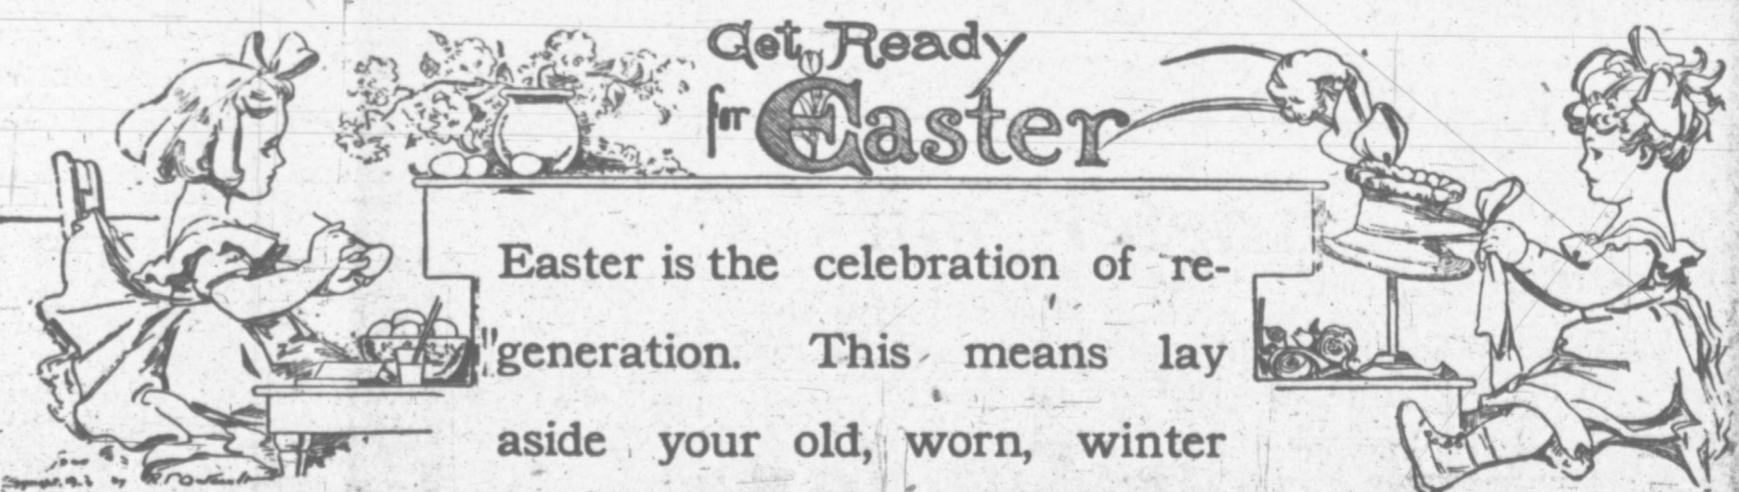 Get Ready
for Easter
Easter is the celebration of re-
generation. This means lay
aside your old, worn, winter